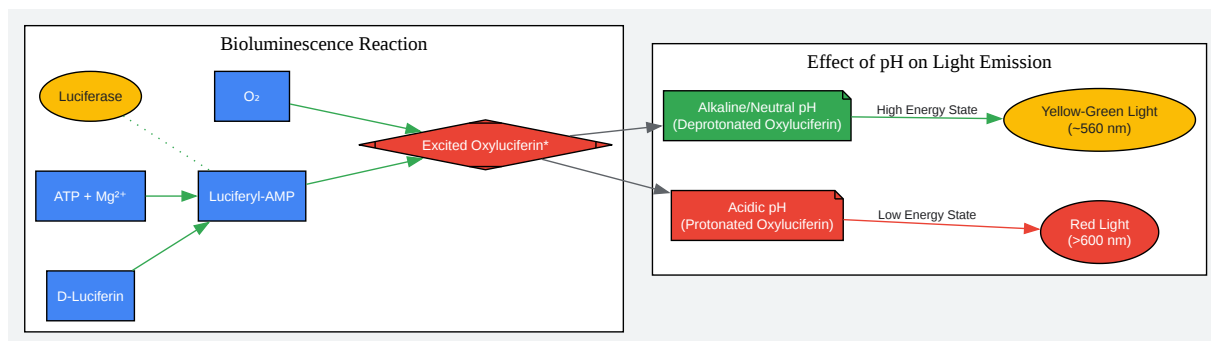 Bioluminescence Reaction
Luciferase
O₂
ATP + Mg²⁺
Luciferyl-AMP
D-Luciferin
Excited Oxyluciferin*
Effect of pH on Light Emission
Alkaline/Neutral pH
(Deprotonated Oxyluciferin)
High Energy State
Yellow-Green Light
(~560 nm)
Acidic pH
(Protonated Oxyluciferin)
Low Energy State
Red Light
(>600 nm)